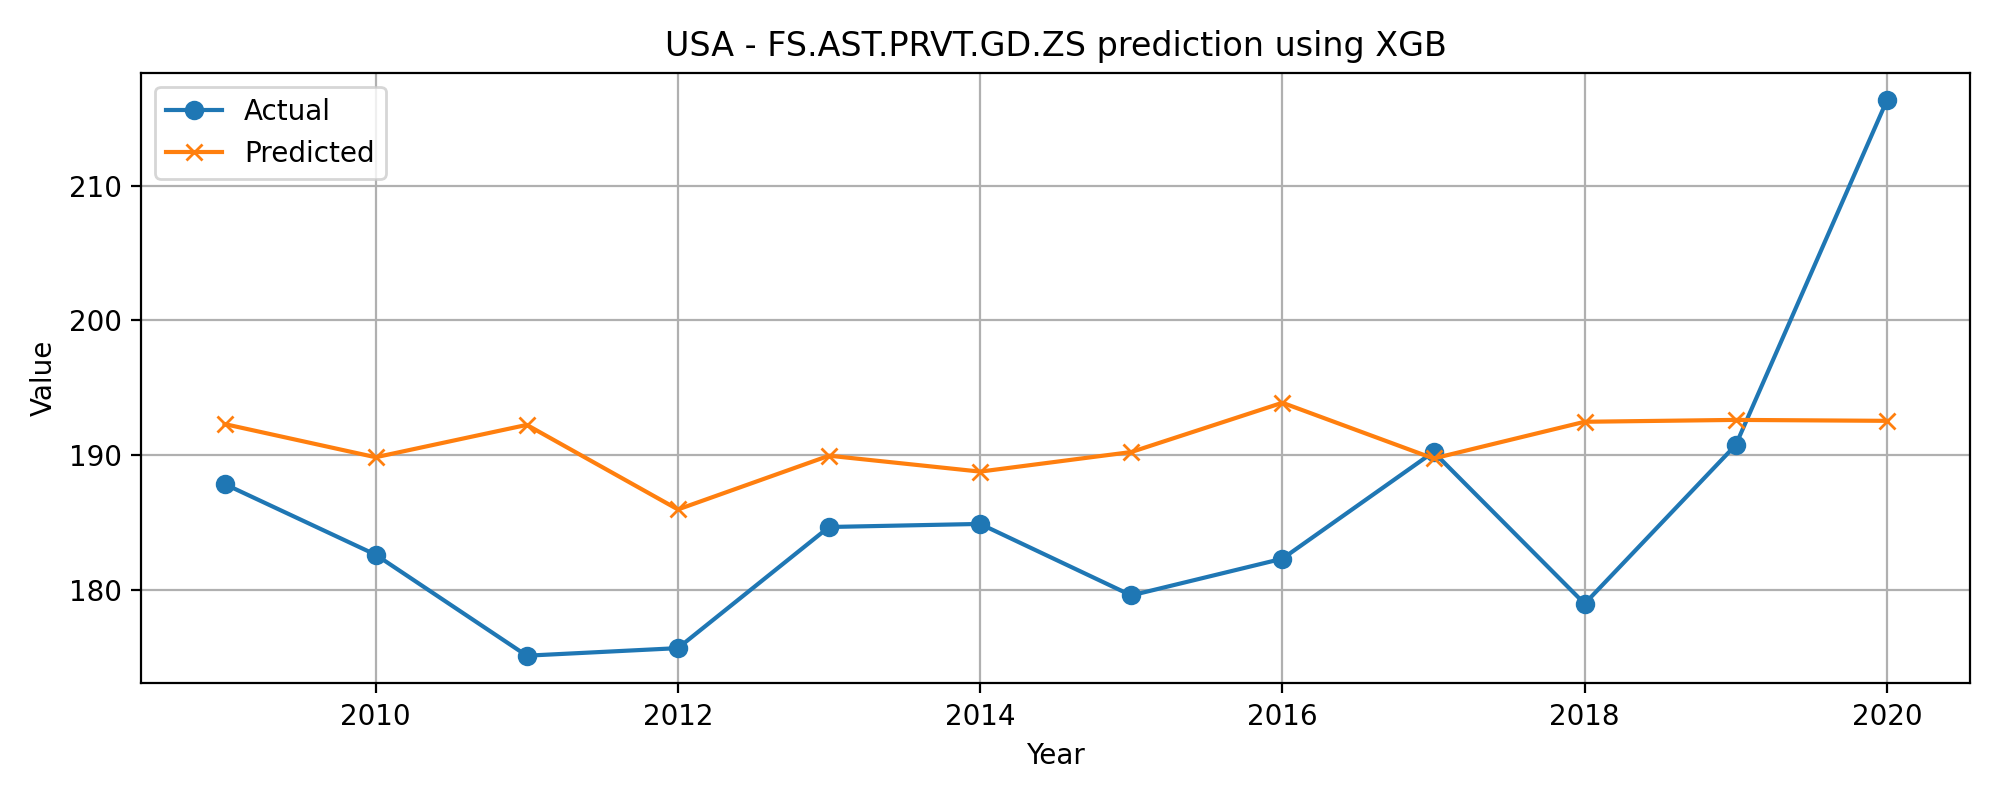 USA - FS.AST.PRVT.GD.ZS prediction using XGB
Actual
Predicted
210
200
190
180
Value
2010 2012 2014 2016 2018 2020
Year